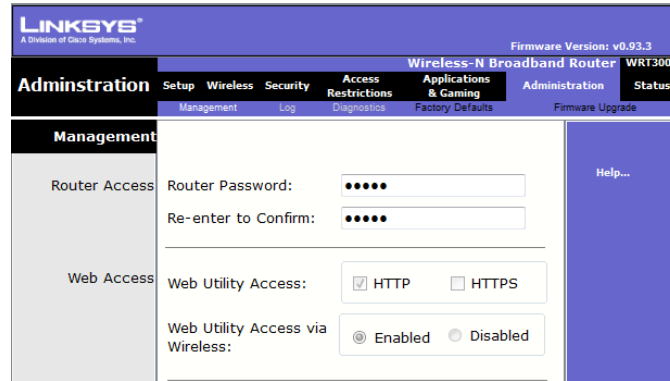 LINKSYS®
A Division of Cisco Systems, Inc.
Firmware Version: v0.93.3
Wireless-N Broadband Router WRT300
Adminstration
Setup Wireless Security Access Restrictions Applications & Gaming Administration Status
Management Log Diagnostics Factory Defaults Firmware Upgrade
Management
Help...
Router Access
Router Password: •••••
Re-enter to Confirm: •••••
Web Access
Web Utility Access: HTTP HTTPS
Web Utility Access via Wireless: Enabled Disabled